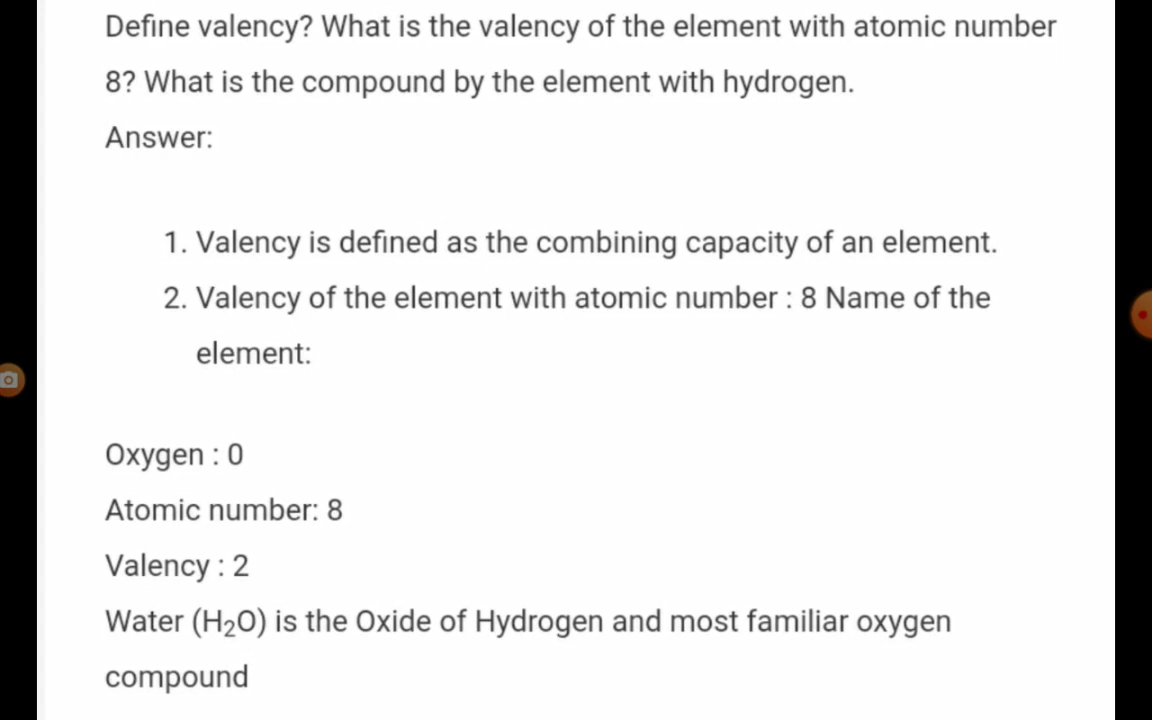 Define valency? What is the valency of the element with atomic number
8? What is the compound by the element with hydrogen.
Answer:
1. Valency is defined as the combining capacity of an element.
2. Valency of the element with atomic number : 8 Name of the
element:
Oxygen : 0
Atomic number: 8
Valency : 2
Water (H₂O) is the Oxide of Hydrogen and most familiar oxygen
compound